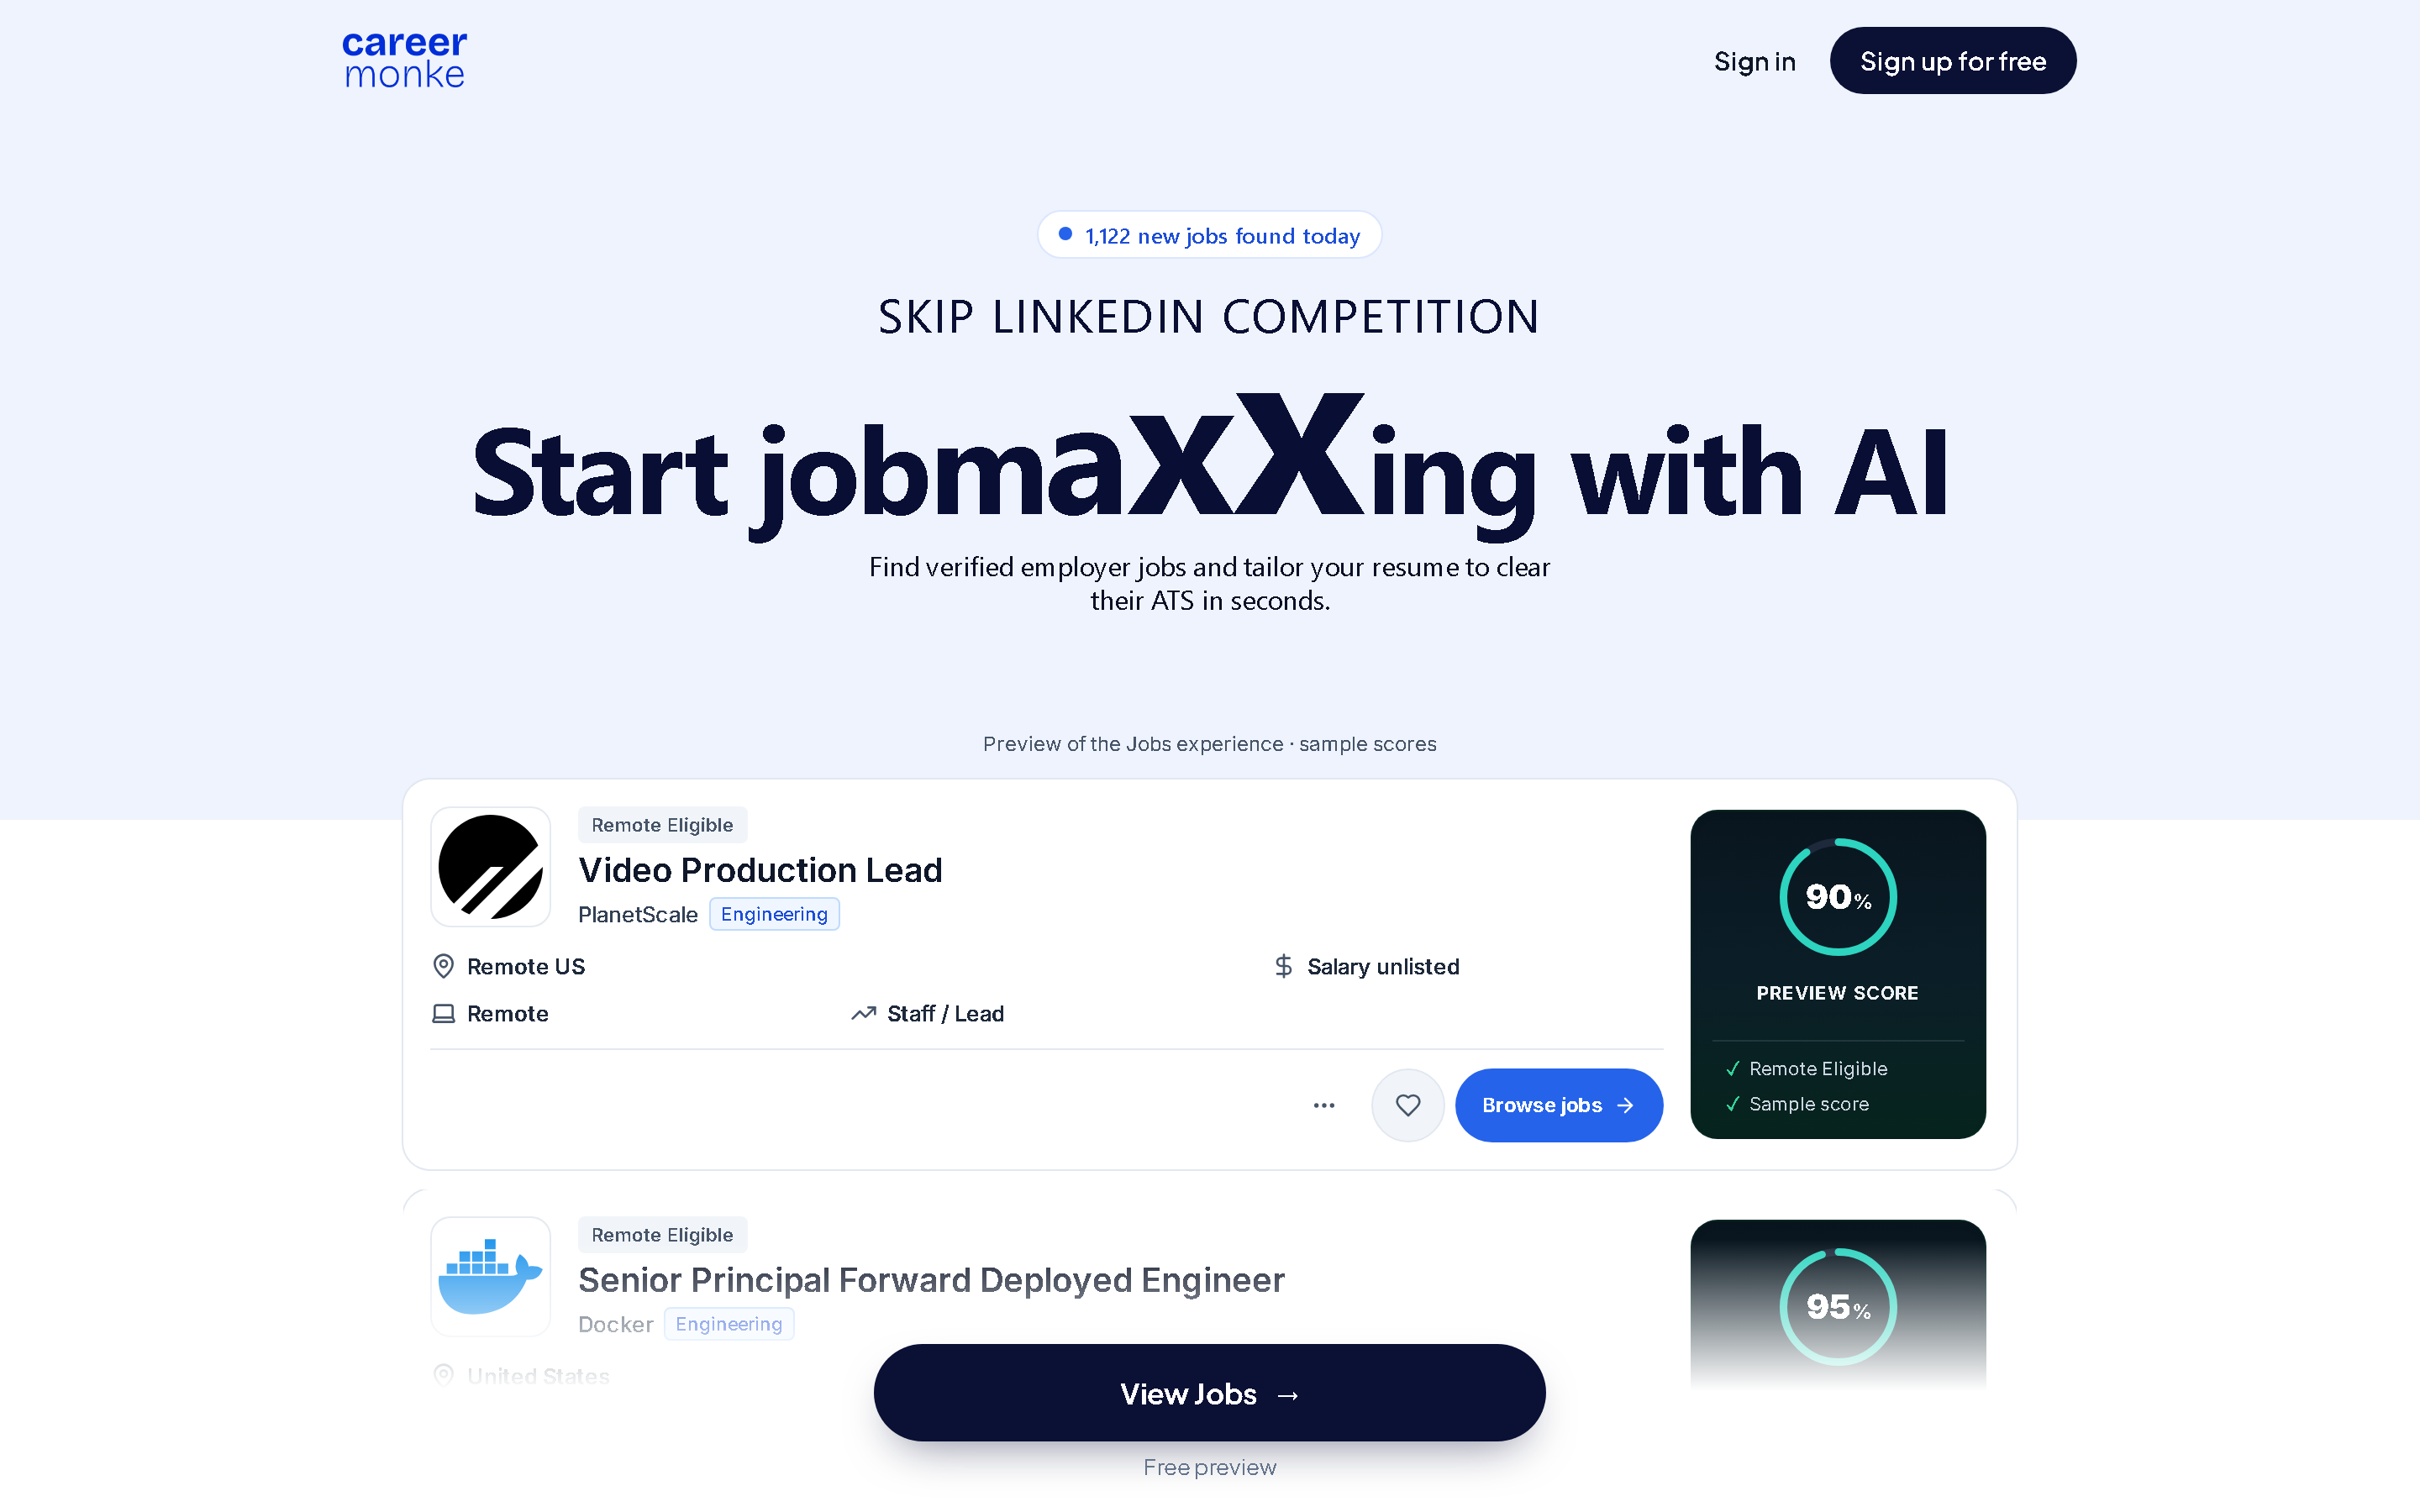 career
monke
Sign in
Sign up for free
1,122 new jobs found today
SKIP LINKEDIN COMPETITION
Start jobmaxXing with AI
Find verified employer jobs and tailor your resume to clear
their ATS in seconds.
Preview of the Jobs experience · sample scores
Remote Eligible
Video Production Lead
PlanetScale
Engineering
Remote US
Salary unlisted
Remote
Staff / Lead
Browse jobs →
90%
PREVIEW SCORE
✓ Remote Eligible
✓ Sample score
Remote Eligible
Senior Principal Forward Deployed Engineer
Docker
Engineering
United States
95%
View Jobs →
Free preview